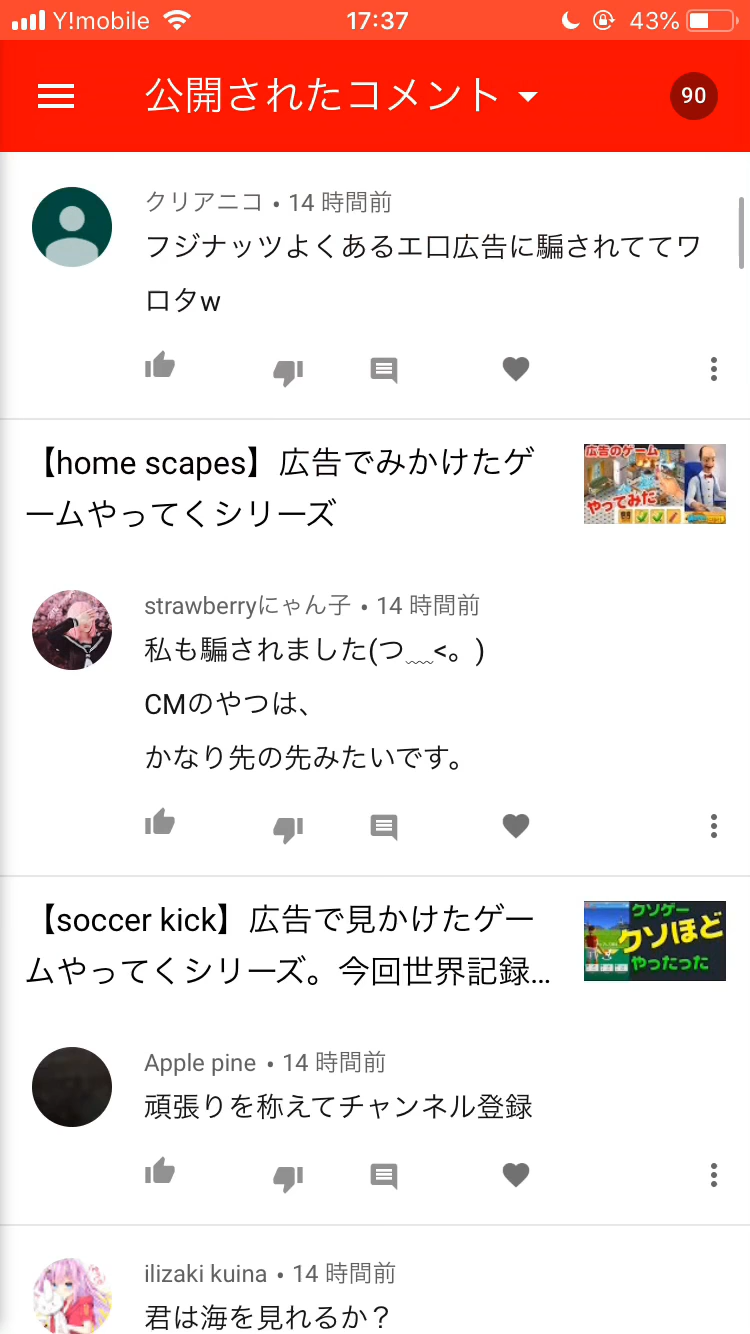 Y!mobile 17:37 43%
公開されたコメント 90
クリアニコ • 14 時間前
フジナッツよくあるエロ広告に騙されててワ
ロタw
【home scapes】広告でみかけたゲ
ームやってくシリーズ
広告のゲーム
やってみだ
strawberryにゃん子 • 14 時間前
私も騙されました(つ﹏<。)
CMのやつは、
かなり先の先みたいです。
【soccer kick】広告で見かけたゲー
ムやってくシリーズ。今回世界記録...
クソゲー
クソほど
やったった
Apple pine • 14 時間前
頑張りを称えてチャンネル登録
ilizaki kuina • 14 時間前
君は海を見れるか？